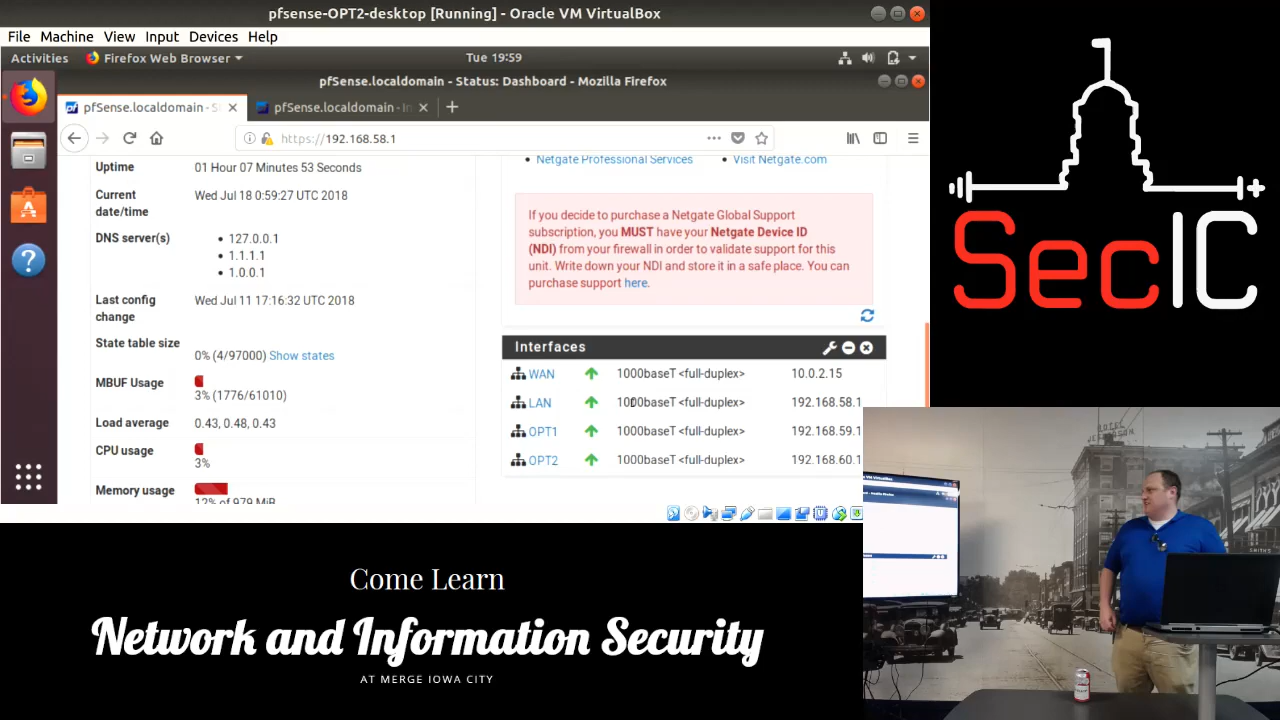 pfsense-OPT2-desktop [Running] - Oracle VM VirtualBox
File Machine View Input Devices Help
Activities Firefox Web Browser Tue 19:59
pfSense.localdomain - Status: Dashboard - Mozilla Firefox
pfSense.localdomain - S pfSense.localdomain - In
https://192.168.58.1
Uptime 01 Hour 07 Minutes 53 Seconds
Current date/time Wed Jul 18 0:59:27 UTC 2018
DNS server(s)
• 127.0.0.1
• 1.1.1.1
• 1.0.0.1
Last config change Wed Jul 11 17:16:32 UTC 2018
State table size
0% (4/97000) Show states
MBUF Usage
3% (1776/61010)
Load average 0.43, 0.48, 0.43
CPU usage
3%
Memory usage
12% of 979 MiB
• Netgate Professional Services • Visit Netgate.com
If you decide to purchase a Netgate Global Support
subscription, you MUST have your Netgate Device ID
(NDI) from your firewall in order to validate support for this
unit. Write down your NDI and store it in a safe place. You can
purchase support here.
Interfaces
WAN 1000baseT <full-duplex> 10.0.2.15
LAN 1000baseT <full-duplex> 192.168.58.1
OPT1 1000baseT <full-duplex> 192.168.59.1
OPT2 1000baseT <full-duplex> 192.168.60.1
SecIC
HOTEL
JEFFERSON
Come Learn
Network and Information Security
AT MERGE IOWA CITY